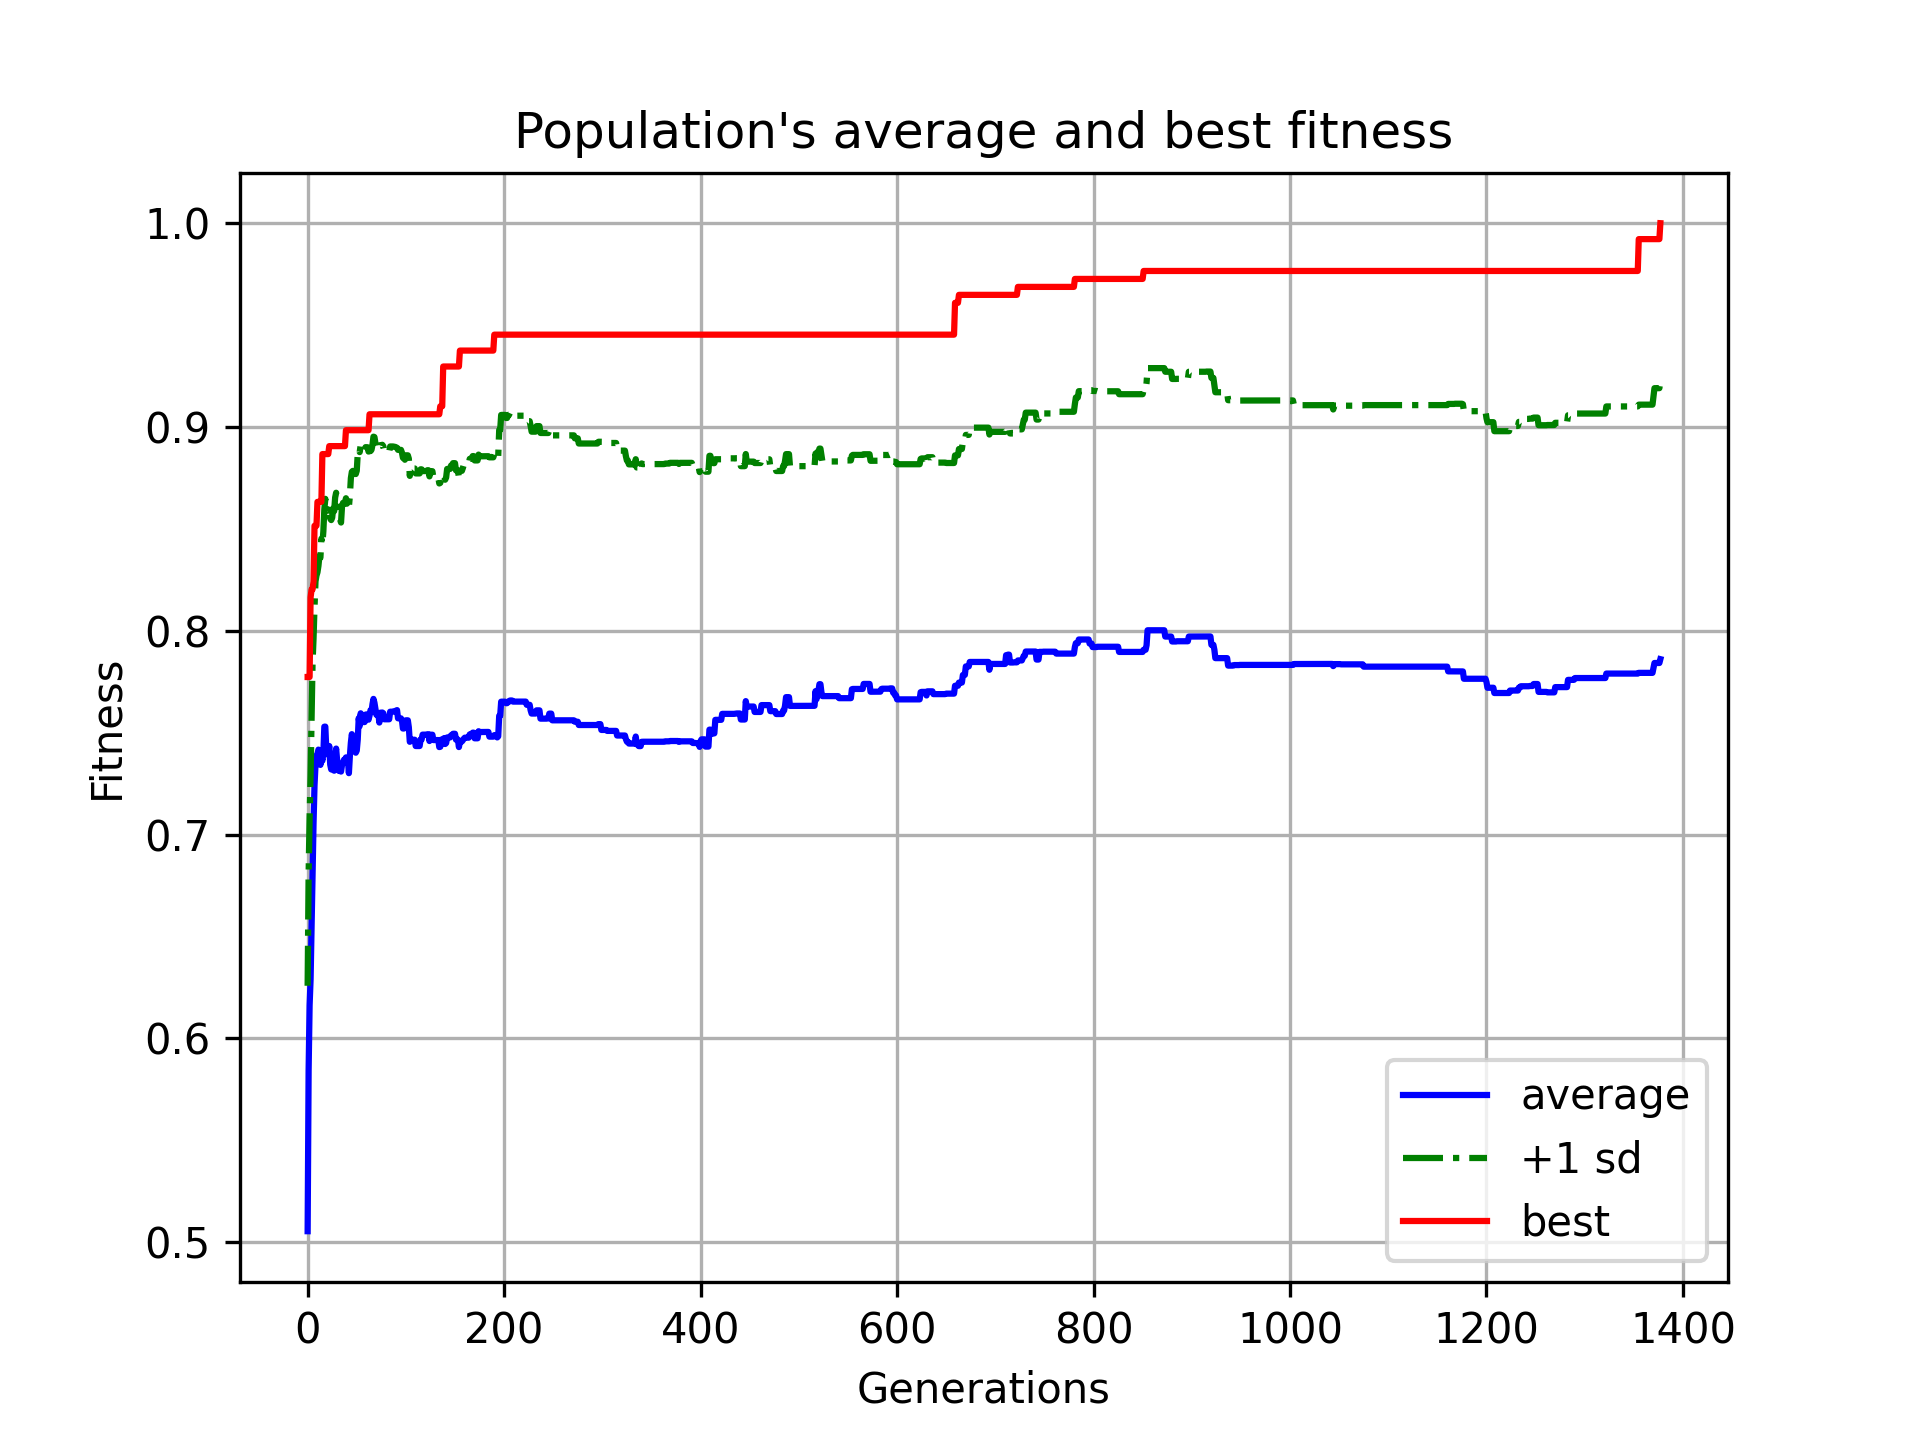 Population's average and best fitness
1.0
0.9
0.8
0.7
0.6
0.5
Fitness
0 200 400 600 800 1000 1200 1400
Generations
average
+1 sd
best